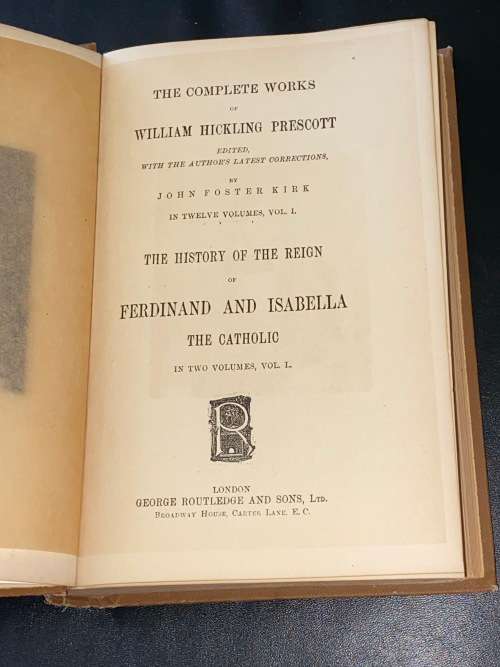 THE COMPLETE WORKS
OF
WILLIAM HICKLING PRESCOTT
EDITED,
WITH THE AUTHOR'S LATEST CORRECTIONS,
BY
JOHN FOSTER KIRK
IN TWELVE VOLUMES, VOL. I.
THE HISTORY OF THE REIGN
OF
FERDINAND AND ISABELLA
THE CATHOLIC
IN TWO VOLUMES, VOL. I.
R
LONDON
GEORGE ROUTLEDGE AND SONS, LTD.
BROADWAY HOUSE, CARTER LANE, E. C.